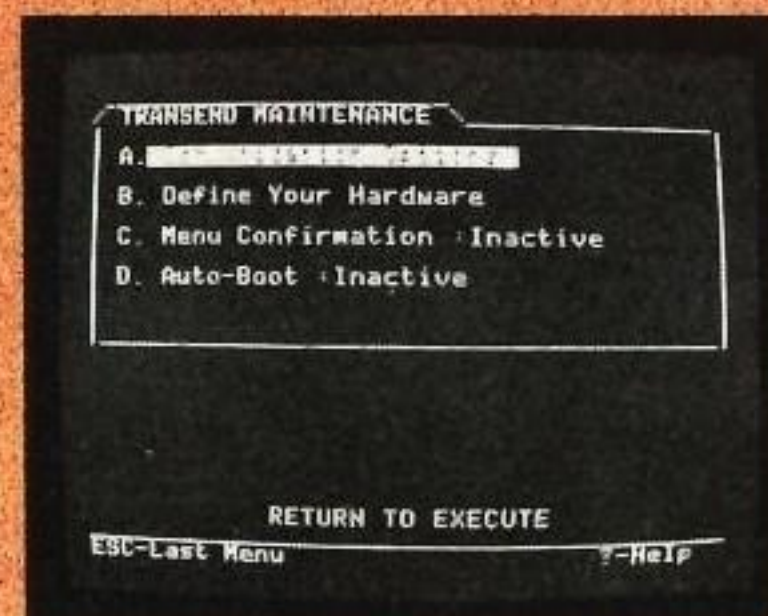 TRANSEND MAINTENANCE
A.
B. Define Your Hardware
C. Menu Confirmation :Inactive
D. Auto-Boot :Inactive
RETURN TO EXECUTE
ESC-Last Menu ?-Help